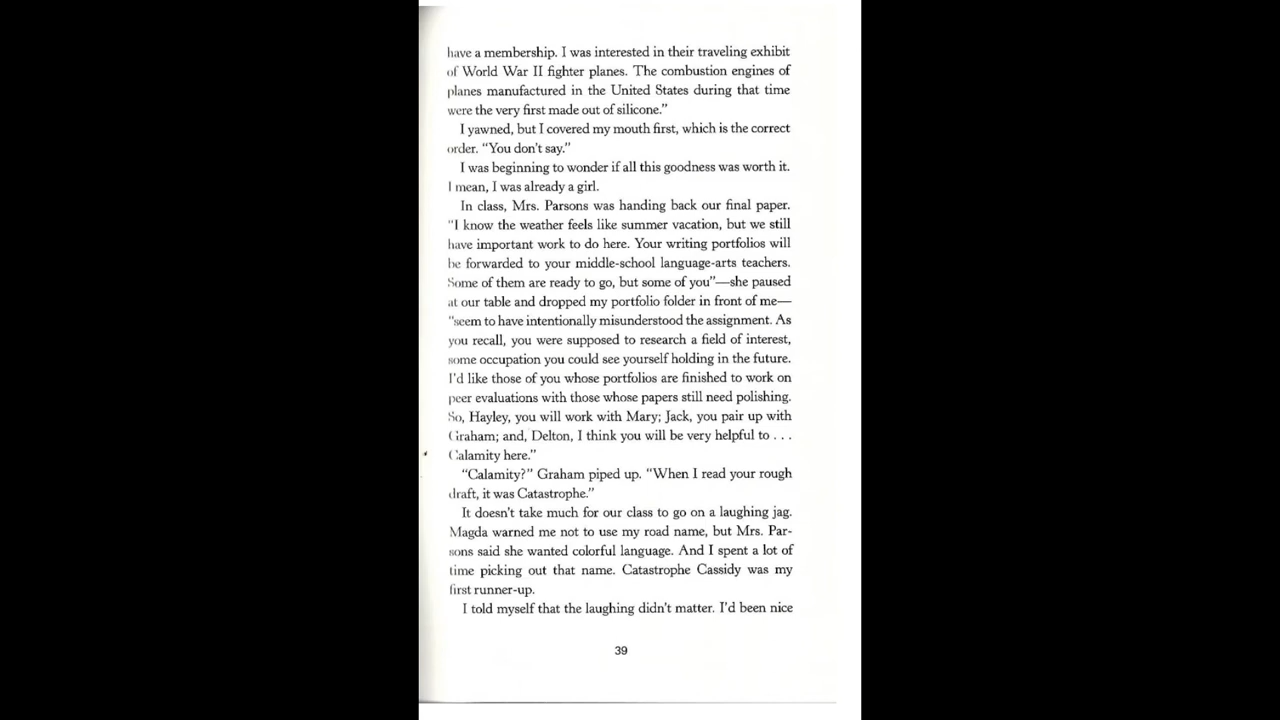 have a membership. I was interested in their traveling exhibit
of World War II fighter planes. The combustion engines of
planes manufactured in the United States during that time
were the very first made out of silicone.”
I yawned, but I covered my mouth first, which is the correct
order. “You don’t say.”
I was beginning to wonder if all this goodness was worth it.
I mean, I was already a girl.
In class, Mrs. Parsons was handing back our final paper.
“I know the weather feels like summer vacation, but we still
have important work to do here. Your writing portfolios will
be forwarded to your middle-school language-arts teachers.
Some of them are ready to go, but some of you”—she paused
at our table and dropped my portfolio folder in front of me—
“seem to have intentionally misunderstood the assignment. As
you recall, you were supposed to research a field of interest,
some occupation you could see yourself holding in the future.
I’d like those of you whose portfolios are finished to work on
peer evaluations with those whose papers still need polishing.
So, Hayley, you will work with Mary; Jack, you pair up with
Graham; and, Delton, I think you will be very helpful to . . .
Calamity here.”
“Calamity?” Graham piped up. “When I read your rough
draft, it was Catastrophe.”
It doesn’t take much for our class to go on a laughing jag.
Magda warned me not to use my road name, but Mrs. Par-
sons said she wanted colorful language. And I spent a lot of
time picking out that name. Catastrophe Cassidy was my
first runner-up.
I told myself that the laughing didn’t matter. I’d been nice
39